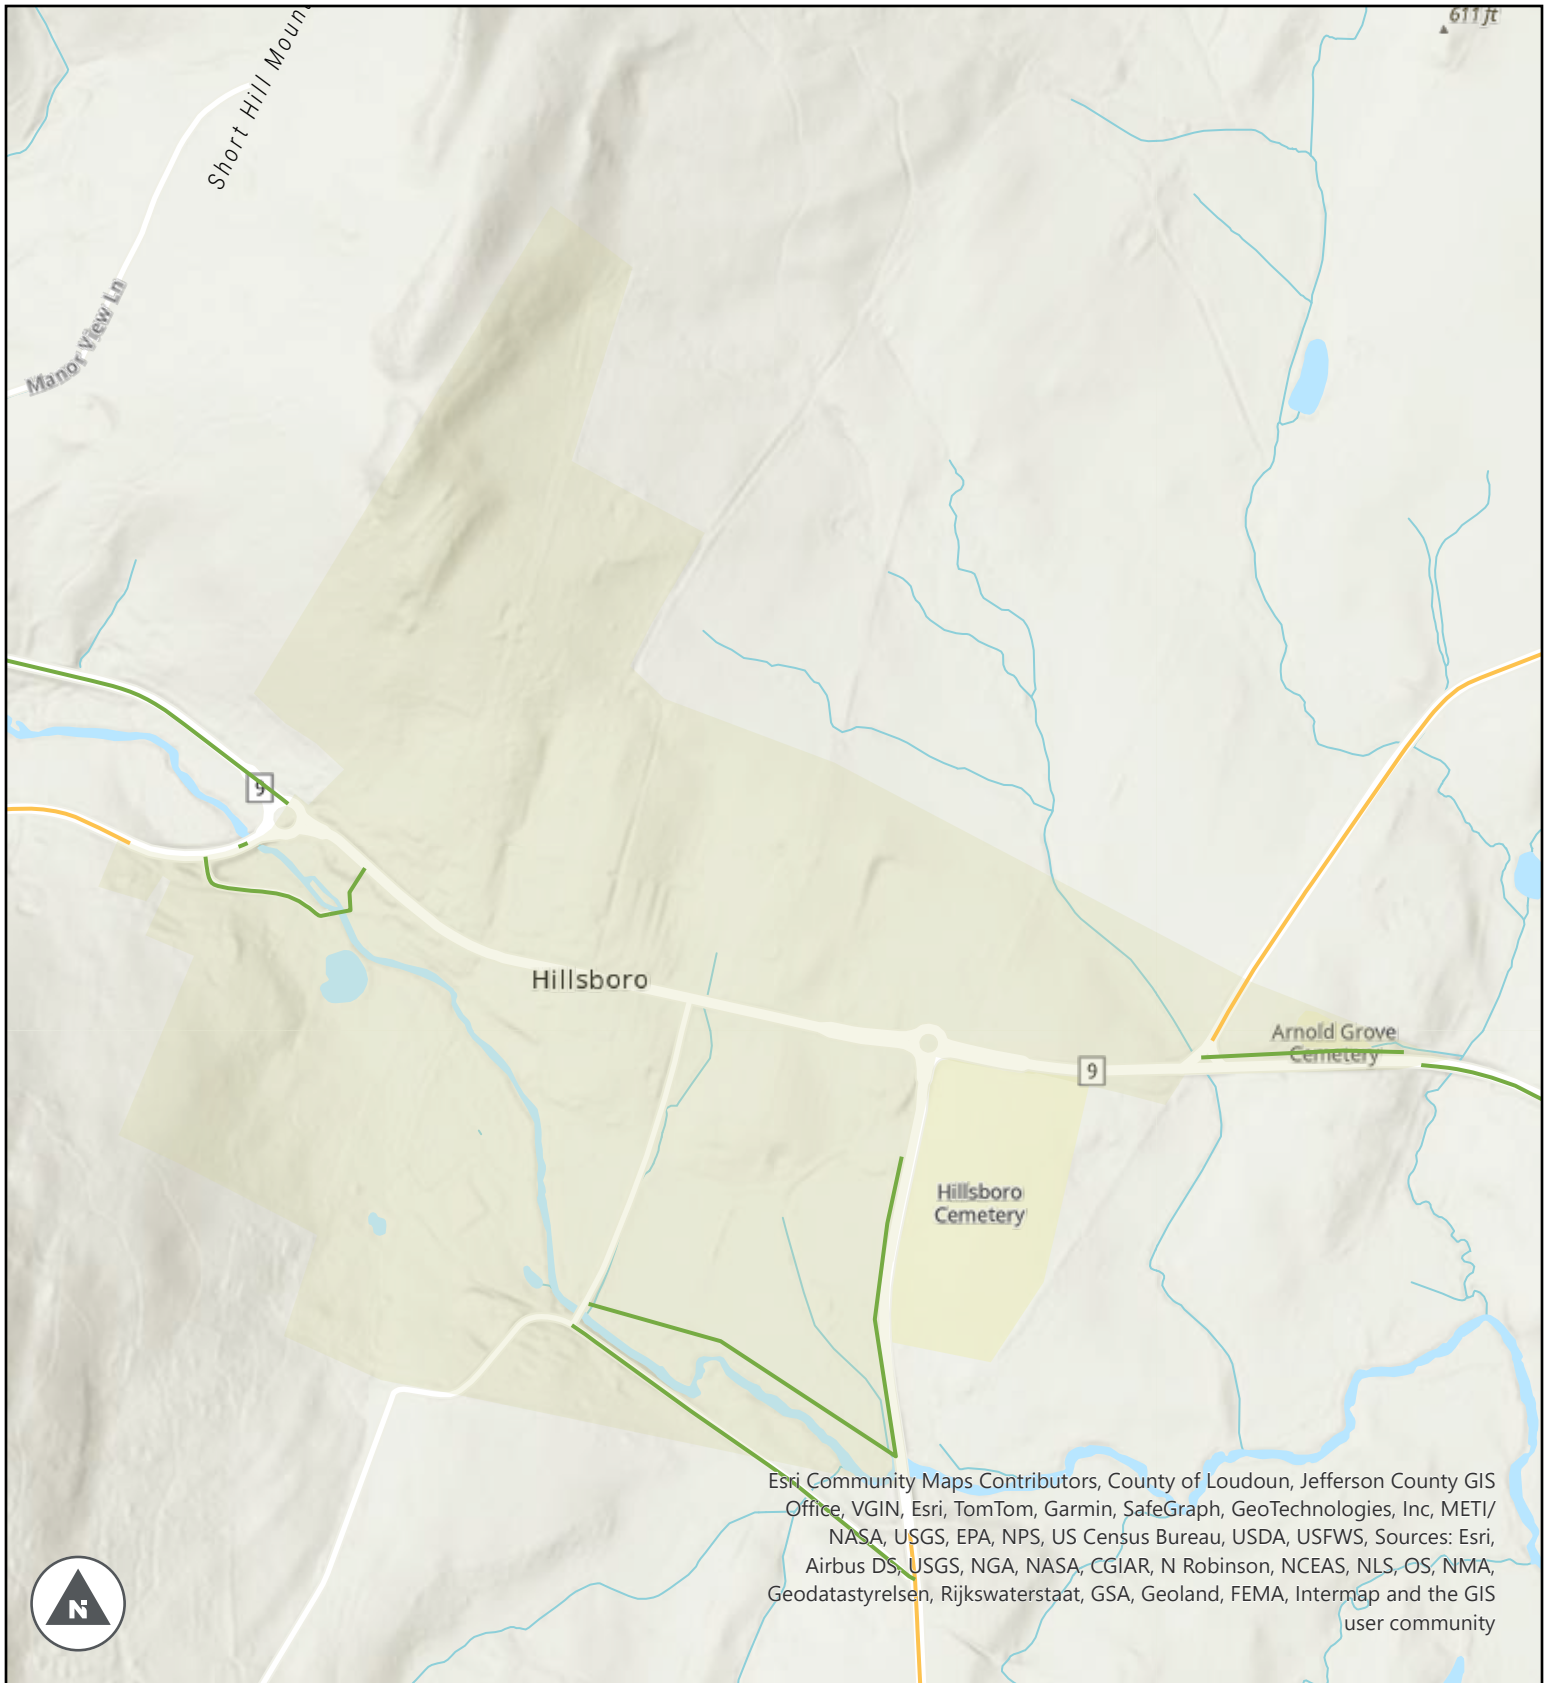 611 ft
Short Hill Moun
Manor View Ln
9
Hillsboro
Arnold Grove
Cemetery
9
Hillsboro
Cemetery
Esri Community Maps Contributors, County of Loudoun, Jefferson County GIS
Office, VGIN, Esri, TomTom, Garmin, SafeGraph, GeoTechnologies, Inc, METI/
NASA, USGS, EPA, NPS, US Census Bureau, USDA, USFWS, Sources: Esri,
Airbus DS, USGS, NGA, NASA, CGIAR, N Robinson, NCEAS, NLS, OS, NMA,
Geodatastyrelsen, Rijkswaterstaat, GSA, Geoland, FEMA, Intermap and the GIS
user community
N